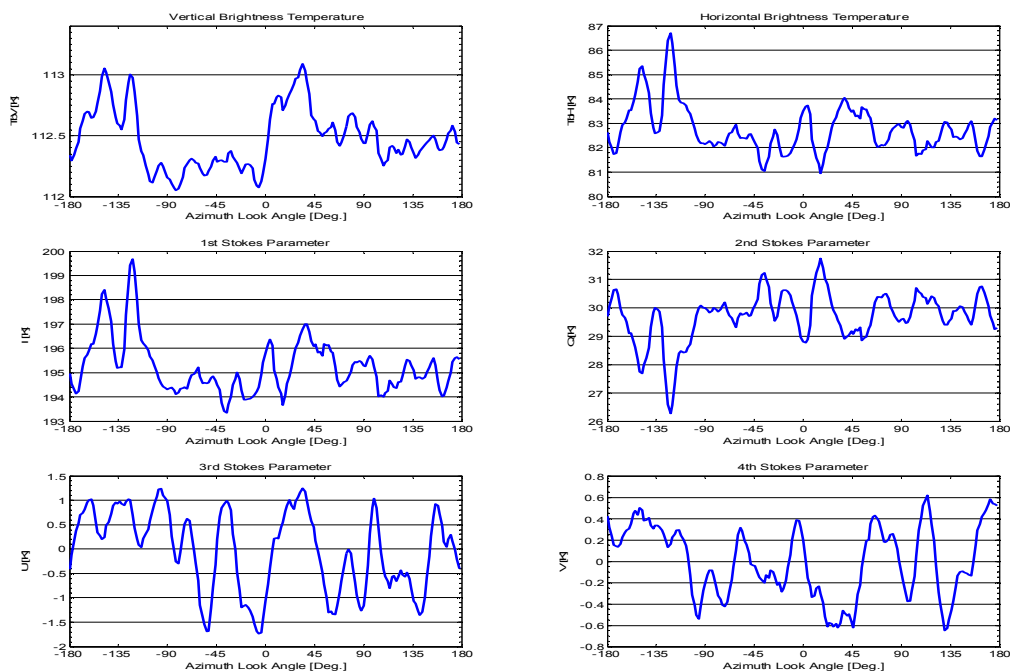 Vertical Brightness Temperature
113
112.5
112
TbV[K]
-180 -135 -90 -45 0 45 90 135 180
Azimuth Look Angle [Deg.]
Horizontal Brightness Temperature
87
86
85
84
83
82
81
80
TbH[K]
-180 -135 -90 -45 0 45 90 135 180
Azimuth Look Angle [Deg.]
1st Stokes Parameter
200
199
198
197
196
195
194
193
I [K]
-180 -135 -90 -45 0 45 90 135 180
Azimuth Look Angle [Deg.]
2nd Stokes Parameter
32
31
30
29
28
27
26
Q[K]
-180 -135 -90 -45 0 45 90 135 180
Azimuth Look Angle [Deg.]
3rd Stokes Parameter
1.5
1
0.5
0
-0.5
-1
-1.5
-2
U[K]
-180 -135 -90 -45 0 45 90 135 180
Azimuth Look Angle [Deg.]
4th Stokes Parameter
0.8
0.6
0.4
0.2
0
-0.2
-0.4
-0.6
-0.8
V[K]
-180 -135 -90 -45 0 45 90 135 180
Azimuth Look Angle [Deg.]